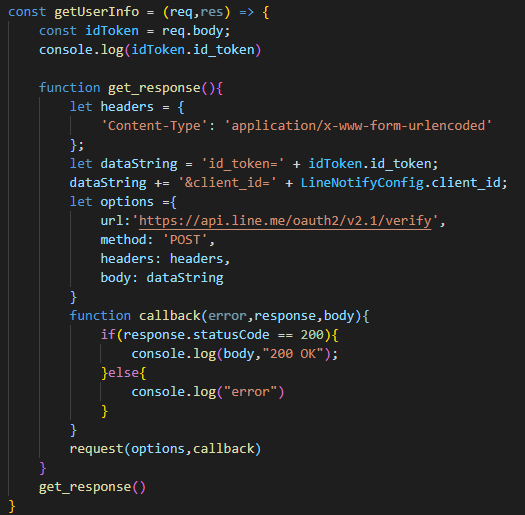 const getUserInfo = (req,res) => {
    const idToken = req.body;
    console.log(idToken.id_token)

    function get_response(){
        let headers = {
            'Content-Type': 'application/x-www-form-urlencoded'
        };
        let dataString = 'id_token=' + idToken.id_token;
        dataString += '&client_id=' + LineNotifyConfig.client_id;
        let options ={
            url:'https://api.line.me/oauth2/v2.1/verify',
            method: 'POST',
            headers: headers,
            body: dataString
        }
        function callback(error,response,body){
            if(response.statusCode == 200){
                console.log(body,"200 OK");
            }else{
                console.log("error")
            }
        }
        request(options,callback)
    }
    get_response()
}